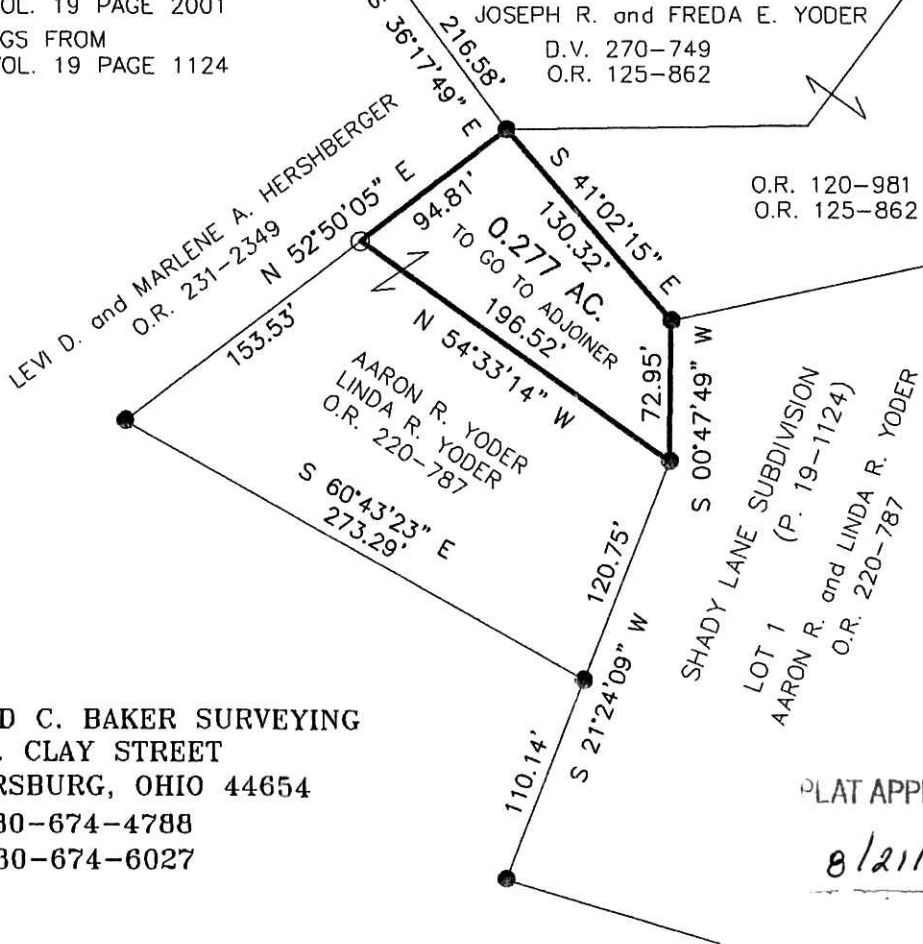 VOL. 19 PAGE 2001
GS FROM
VOL. 19 PAGE 1124
S 36°17'49" E
216.58'
JOSEPH R. and FREDA E. YODER
D.V. 270-749
O.R. 125-862
O.R. 120-981
O.R. 125-862
LEVI D. and MARLENE A. HERSHBERGER
O.R. 231-2349
N 52°50'05" E
94.81'
153.53'
S 41°02'15" E
130.32'
0.277 AC.
TO GO TO ADJOINER
196.52'
N 54°33'14" W
72.95'
S 00°47'49" W
AARON R. YODER
LINDA R. YODER
O.R. 220-787
S 60°43'23" E
273.29'
120.75'
S 21°24'09" W
110.14'
SHADY LANE SUBDIVISION
(P. 19-1124)
LOT 1
AARON R. and LINDA R. YODER
O.R. 220-787
D C. BAKER SURVEYING
. CLAY STREET
RSBURG, OHIO 44654
30-674-4788
30-674-6027
PLAT APP
8/21/